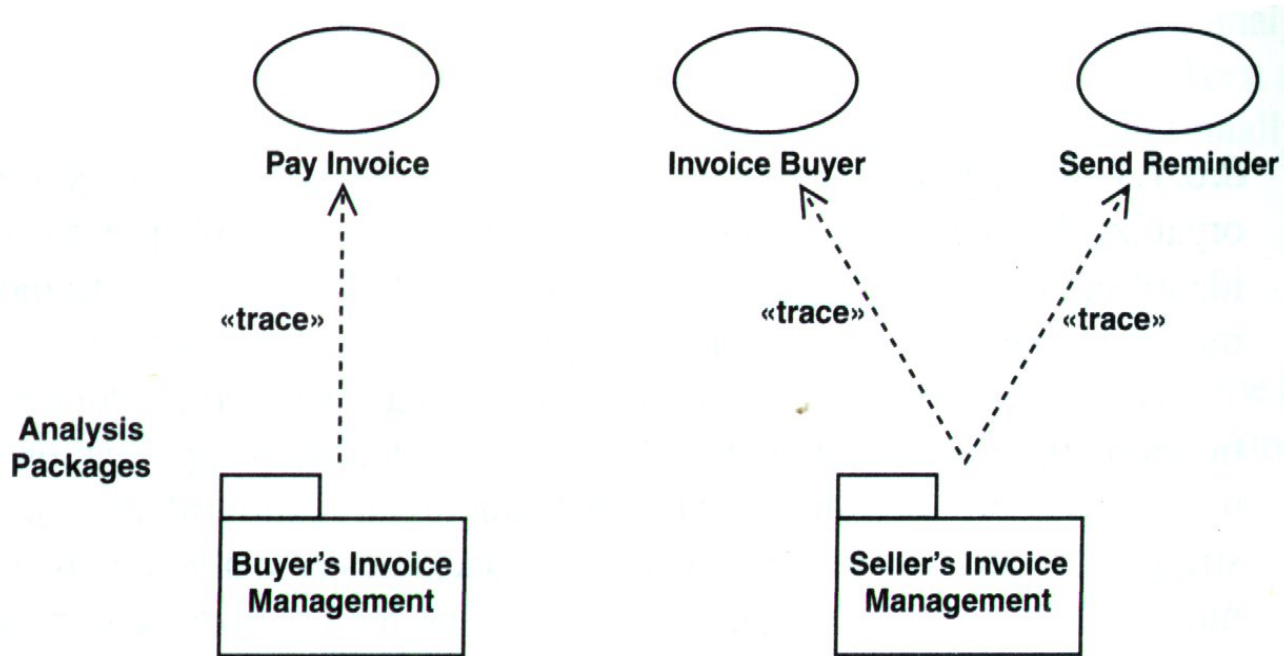 Pay Invoice
Invoice Buyer
Send Reminder
«trace»
«trace»
«trace»
Analysis
Packages
Buyer's Invoice
Management
Seller's Invoice
Management